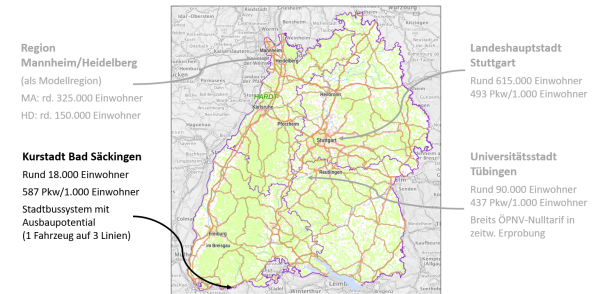 Region
Mannheim/Heidelberg
(als Modellregion)
MA: rd. 325.000 Einwohner
HD: rd. 150.000 Einwohner
Kurstadt Bad Säckingen
Rund 18.000 Einwohner
587 Pkw/1.000 Einwohner
Stadtbussystem mit
Ausbaupotential
(1 Fahrzeug auf 3 Linien)
Mannheim
Heidelberg
HARDT
Karlsruhe
Heilbronn
Pforzheim
Stuttgart
Reutlingen
Freiburg
im Breisgau
Winterthur
Landeshauptstadt
Stuttgart
Rund 615.000 Einwohner
493 Pkw/1.000 Einwohner
Universitätsstadt
Tübingen
Rund 90.000 Einwohner
437 Pkw/1.000 Einwohner
Breits ÖPNV-Nulltarif in
zeitw. Erprobung